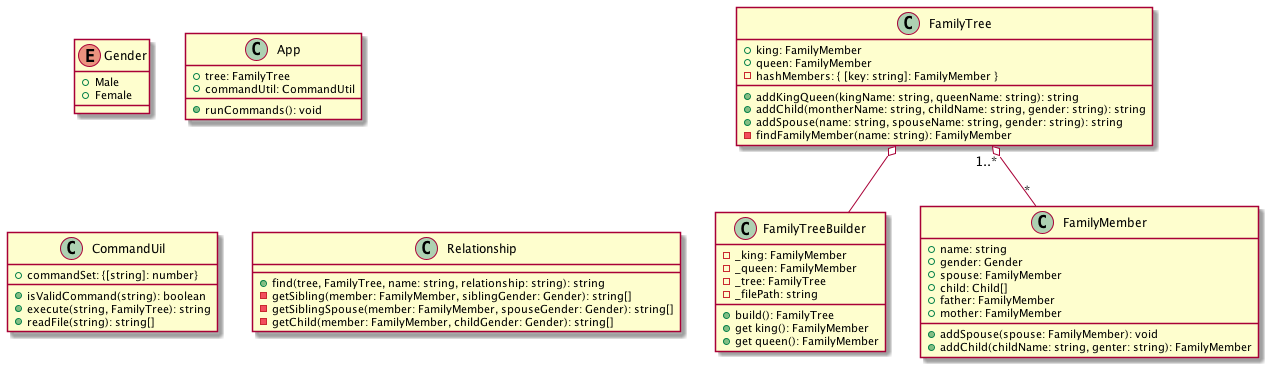 E Gender
Male
Female
C App
tree: FamilyTree
commandUtil: CommandUtil
runCommands(): void
C FamilyTree
king: FamilyMember
queen: FamilyMember
hashMembers: { [key: string]: FamilyMember }
addKingQueen(kingName: string, queenName: string): string
addChild(montherName: string, childName: string, gender: string): string
addSpouse(name: string, spouseName: string, gender: string): string
findFamilyMember(name: string): FamilyMember
1..*
*
C CommandUil
commandSet: {[string]: number}
isValidCommand(string): boolean
execute(string, FamilyTree): string
readFile(string): string[]
C Relationship
find(tree, FamilyTree, name: string, relationship: string): string
getSibling(member: FamilyMember, siblingGender: Gender): string[]
getSiblingSpouse(member: FamilyMember, spouseGender: Gender): string[]
getChild(member: FamilyMember, childGender: Gender): string[]
C FamilyTreeBuilder
_king: FamilyMember
_queen: FamilyMember
_tree: FamilyTree
_filePath: string
build(): FamilyTree
get king(): FamilyMember
get queen(): FamilyMember
C FamilyMember
name: string
gender: Gender
spouse: FamilyMember
child: Child[]
father: FamilyMember
mother: FamilyMember
addSpouse(spouse: FamilyMember): void
addChild(childName: string, genter: string): FamilyMember